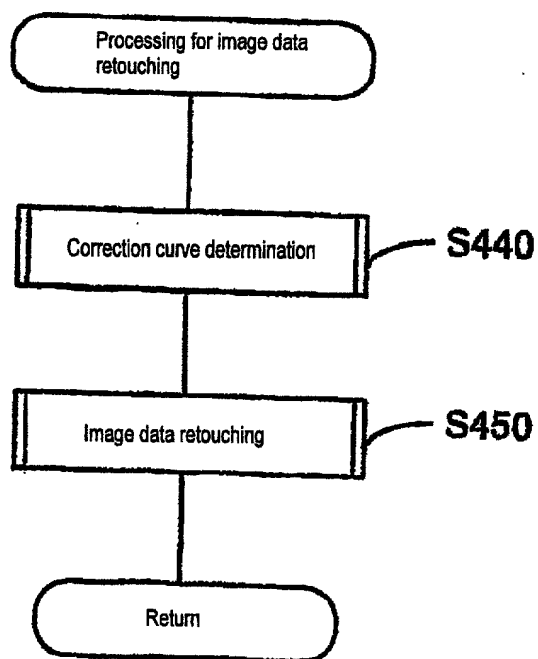 Processing for image data
retouching
Correction curve determination
S440
Image data retouching
S450
Return